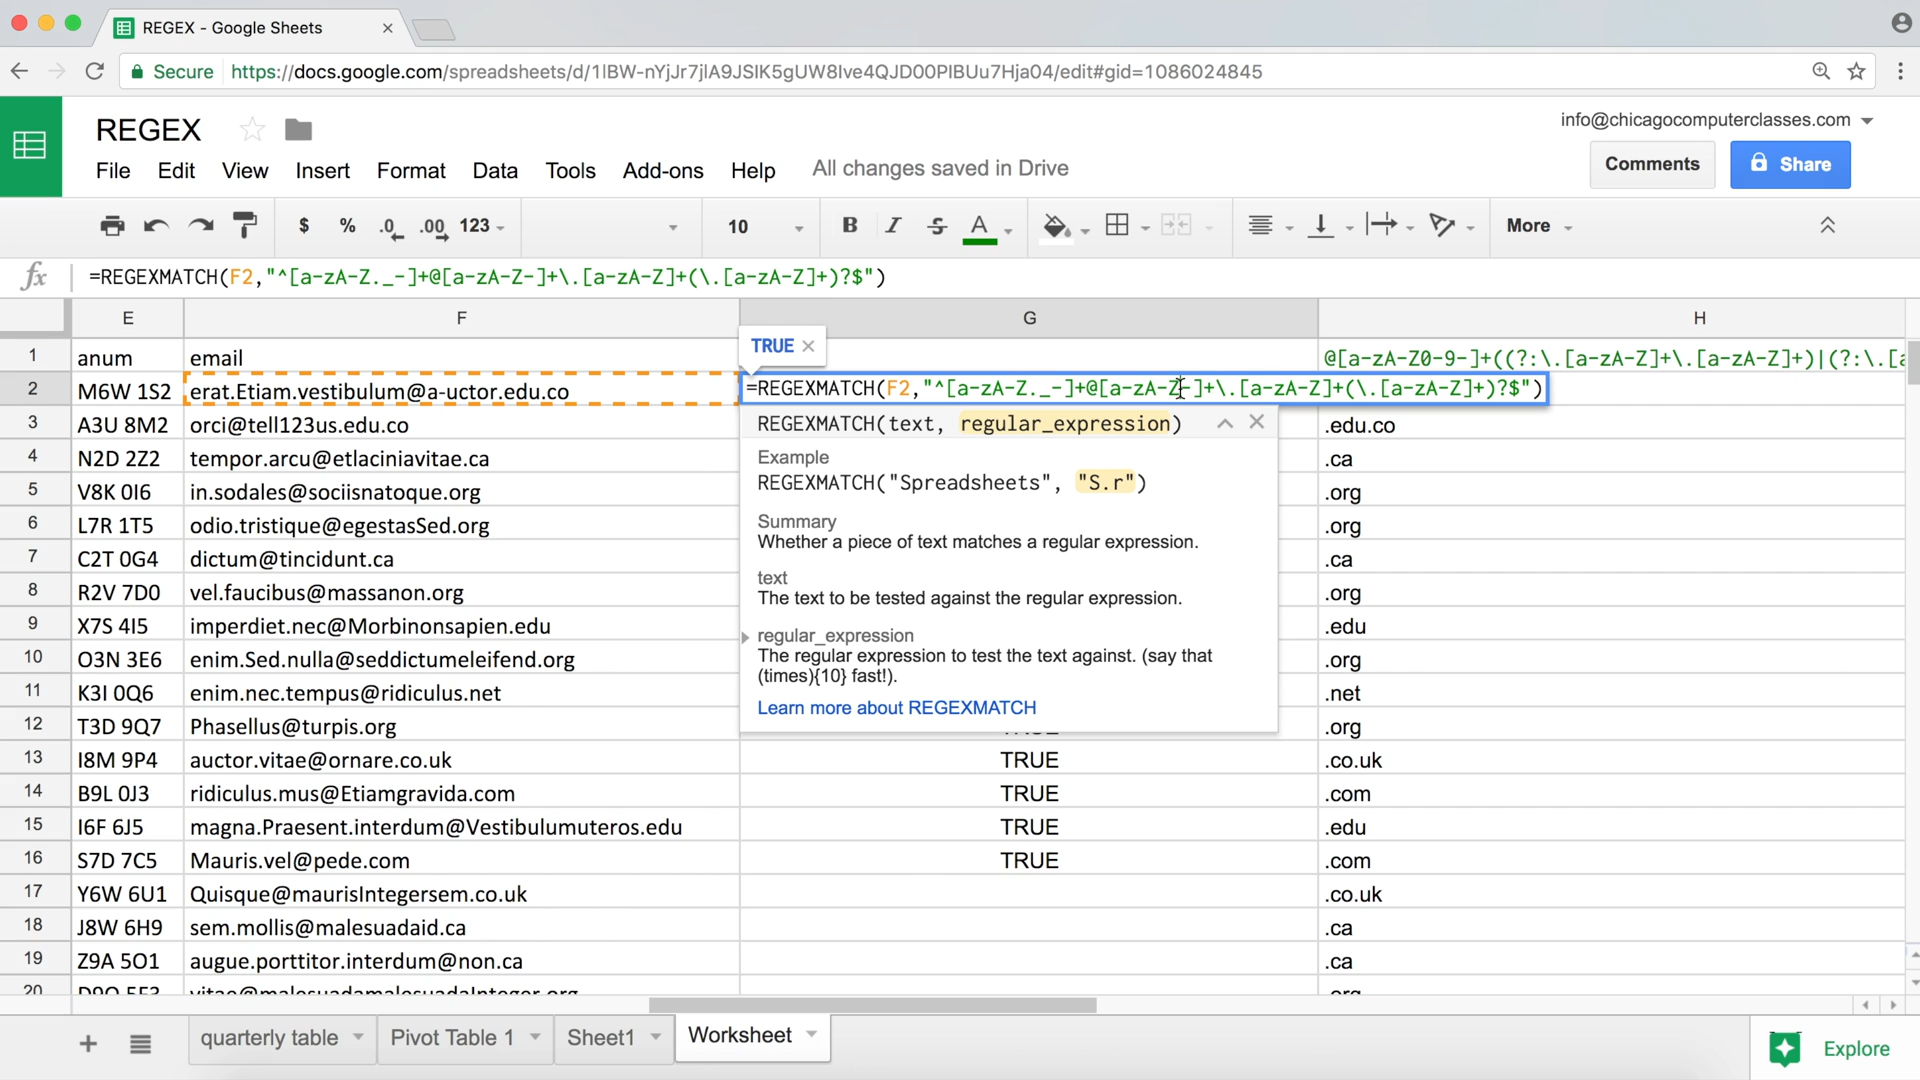 REGEX - Google Sheets
Secure https://docs.google.com/spreadsheets/d/1lBW-nYjJr7jlA9JSIK5gUW8Ive4QJD00PIBUu7Hja04/edit#gid=1086024845
REGEX
info@chicagocomputerclasses.com
File Edit View Insert Format Data Tools Add-ons Help All changes saved in Drive
Comments Share
$ % .0 .00 123 10 B I S A More
fx =REGEXMATCH(F2,"^[a-zA-Z._-]+@[a-zA-Z-]+\.[a-zA-Z]+(\.[a-zA-Z]+)?$")
E F G H
TRUE
1 anum email @[a-zA-Z0-9-]+((?:\.[a-zA-Z]+\.[a-zA-Z]+)|(?:\.[a
2 M6W 1S2 erat.Etiam.vestibulum@a-uctor.edu.co =REGEXMATCH(F2,"^[a-zA-Z._-]+@[a-zA-Z-]+\.[a-zA-Z]+(\.[a-zA-Z]+)?$")
3 A3U 8M2 orci@tell123us.edu.co .edu.co
REGEXMATCH(text, regular_expression)
4 N2D 2Z2 tempor.arcu@etlaciniavitae.ca .ca
Example
5 V8K 0I6 in.sodales@sociisnatoque.org .org
REGEXMATCH("Spreadsheets", "S.r")
6 L7R 1T5 odio.tristique@egestasSed.org .org
Summary
Whether a piece of text matches a regular expression.
7 C2T 0G4 dictum@tincidunt.ca .ca
text
8 R2V 7D0 vel.faucibus@massanon.org .org
The text to be tested against the regular expression.
9 X7S 4I5 imperdiet.nec@Morbinonsapien.edu .edu
regular_expression
10 O3N 3E6 enim.Sed.nulla@seddictumeleifend.org .org
The regular expression to test the text against. (say that
(times){10} fast!).
11 K3I 0Q6 enim.nec.tempus@ridiculus.net .net
Learn more about REGEXMATCH
12 T3D 9Q7 Phasellus@turpis.org .org
13 I8M 9P4 auctor.vitae@ornare.co.uk TRUE .co.uk
14 B9L 0J3 ridiculus.mus@Etiamgravida.com TRUE .com
15 I6F 6J5 magna.Praesent.interdum@Vestibulumuteros.edu TRUE .edu
16 S7D 7C5 Mauris.vel@pede.com TRUE .com
17 Y6W 6U1 Quisque@maurisIntegersem.co.uk .co.uk
18 J8W 6H9 sem.mollis@malesuadaid.ca .ca
19 Z9A 5O1 augue.porttitor.interdum@non.ca .ca
20
quarterly table Pivot Table 1 Sheet1 Worksheet Explore